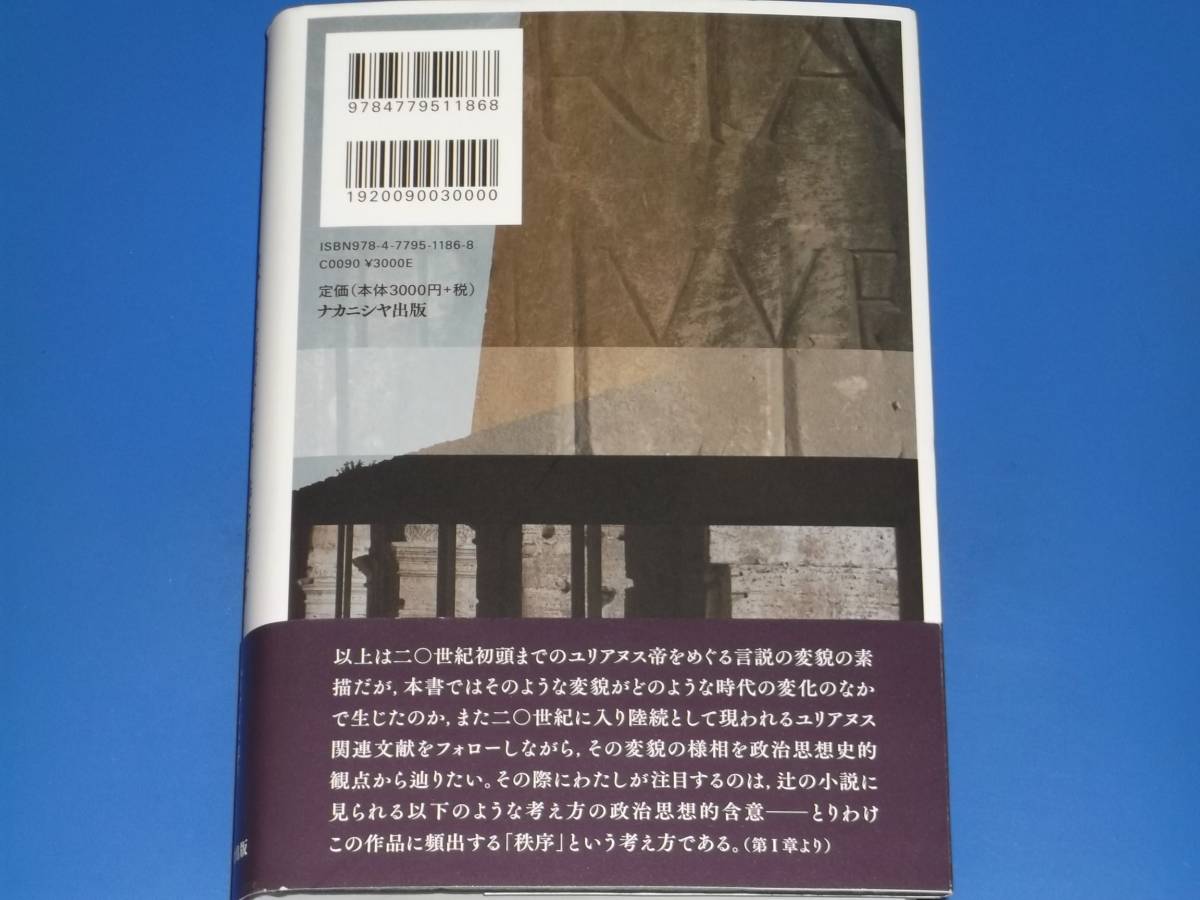 9784779511868
1920090030000
ISBN978-4-7795-1186-8
C0090 ¥3000E
定価(本体3000円+税)
ナカニシヤ出版
RIA
以上は二〇世紀初頭までのユリアヌス帝をめぐる言説の変貌の素
描だが,本書ではそのような変貌がどのような時代の変化のなか
で生じたのか,また二〇世紀に入り陸続として現われるユリアヌス
関連文献をフォローしながら,その変貌の様相を政治思想史的
観点から辿りたい。その際にわたしが注目するのは,辻の小説に
見られる以下のような考え方の政治思想的含意――とりわけ
この作品に頻出する「秩序」という考え方である。(第Ⅰ章より)
出版